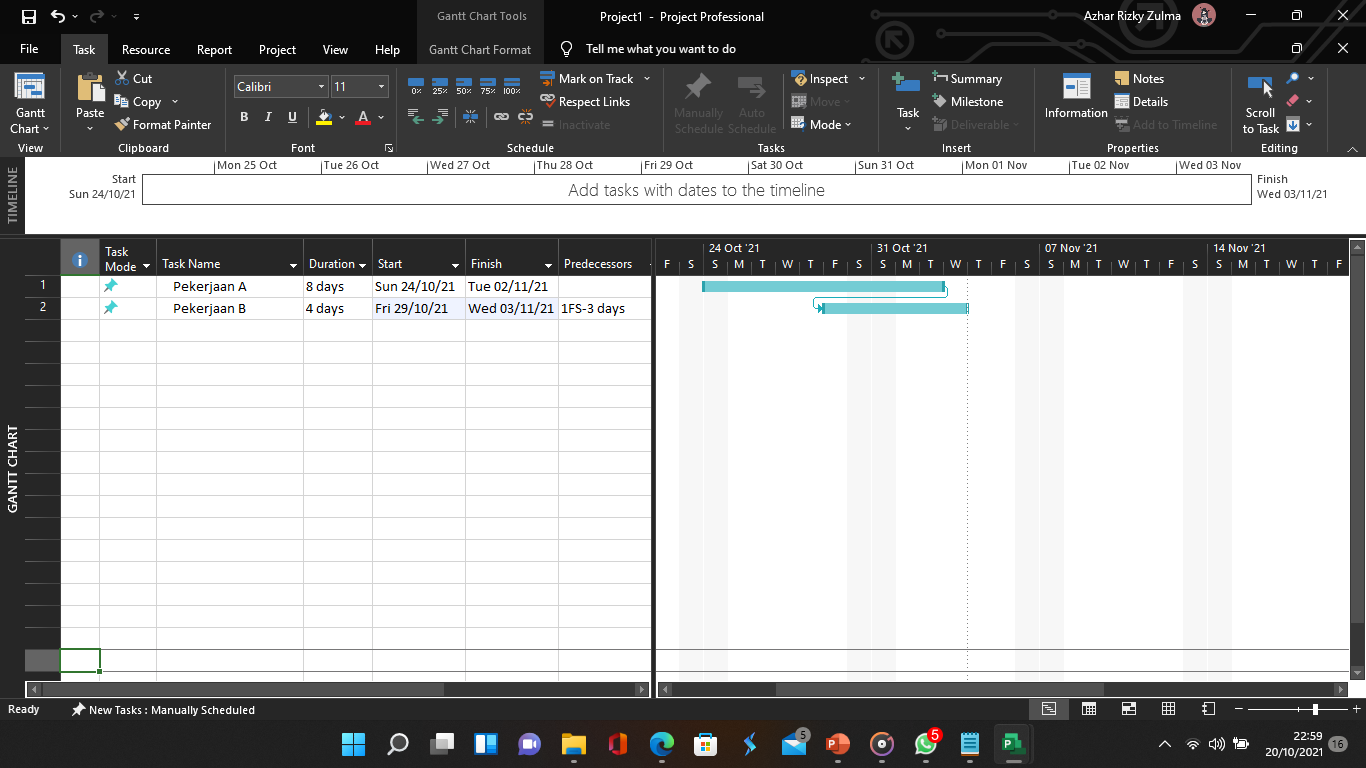 Gantt Chart Tools
Project1 - Project Professional
Azhar Rizky Zulma
File Task Resource Report Project View Help Gantt Chart Format Tell me what you want to do
Gantt Chart
View
Paste
Cut
Copy
Format Painter
Clipboard
Calibri 11
B I U A
Font
0% 25% 50% 75% 100%
Mark on Track
Respect Links
Inactivate
Schedule
Manually Schedule
Auto Schedule
Inspect
Move
Mode
Tasks
Task
Summary
Milestone
Deliverable
Insert
Information
Notes
Details
Add to Timeline
Properties
Scroll to Task
Editing
TIMELINE
Mon 25 Oct Tue 26 Oct Wed 27 Oct Thu 28 Oct Fri 29 Oct Sat 30 Oct Sun 31 Oct Mon 01 Nov Tue 02 Nov Wed 03 Nov
Start
Sun 24/10/21
Add tasks with dates to the timeline
Finish
Wed 03/11/21
GANTT CHART
i Task Mode Task Name Duration Start Finish Predecessors
1 Pekerjaan A 8 days Sun 24/10/21 Tue 02/11/21
2 Pekerjaan B 4 days Fri 29/10/21 Wed 03/11/21 1FS-3 days
24 Oct '21 31 Oct '21 07 Nov '21 14 Nov '21
F S S M T W T F S S M T W T F S S M T W T F S S M T W T F
Ready New Tasks : Manually Scheduled
5 5
22:59
20/10/2021
16